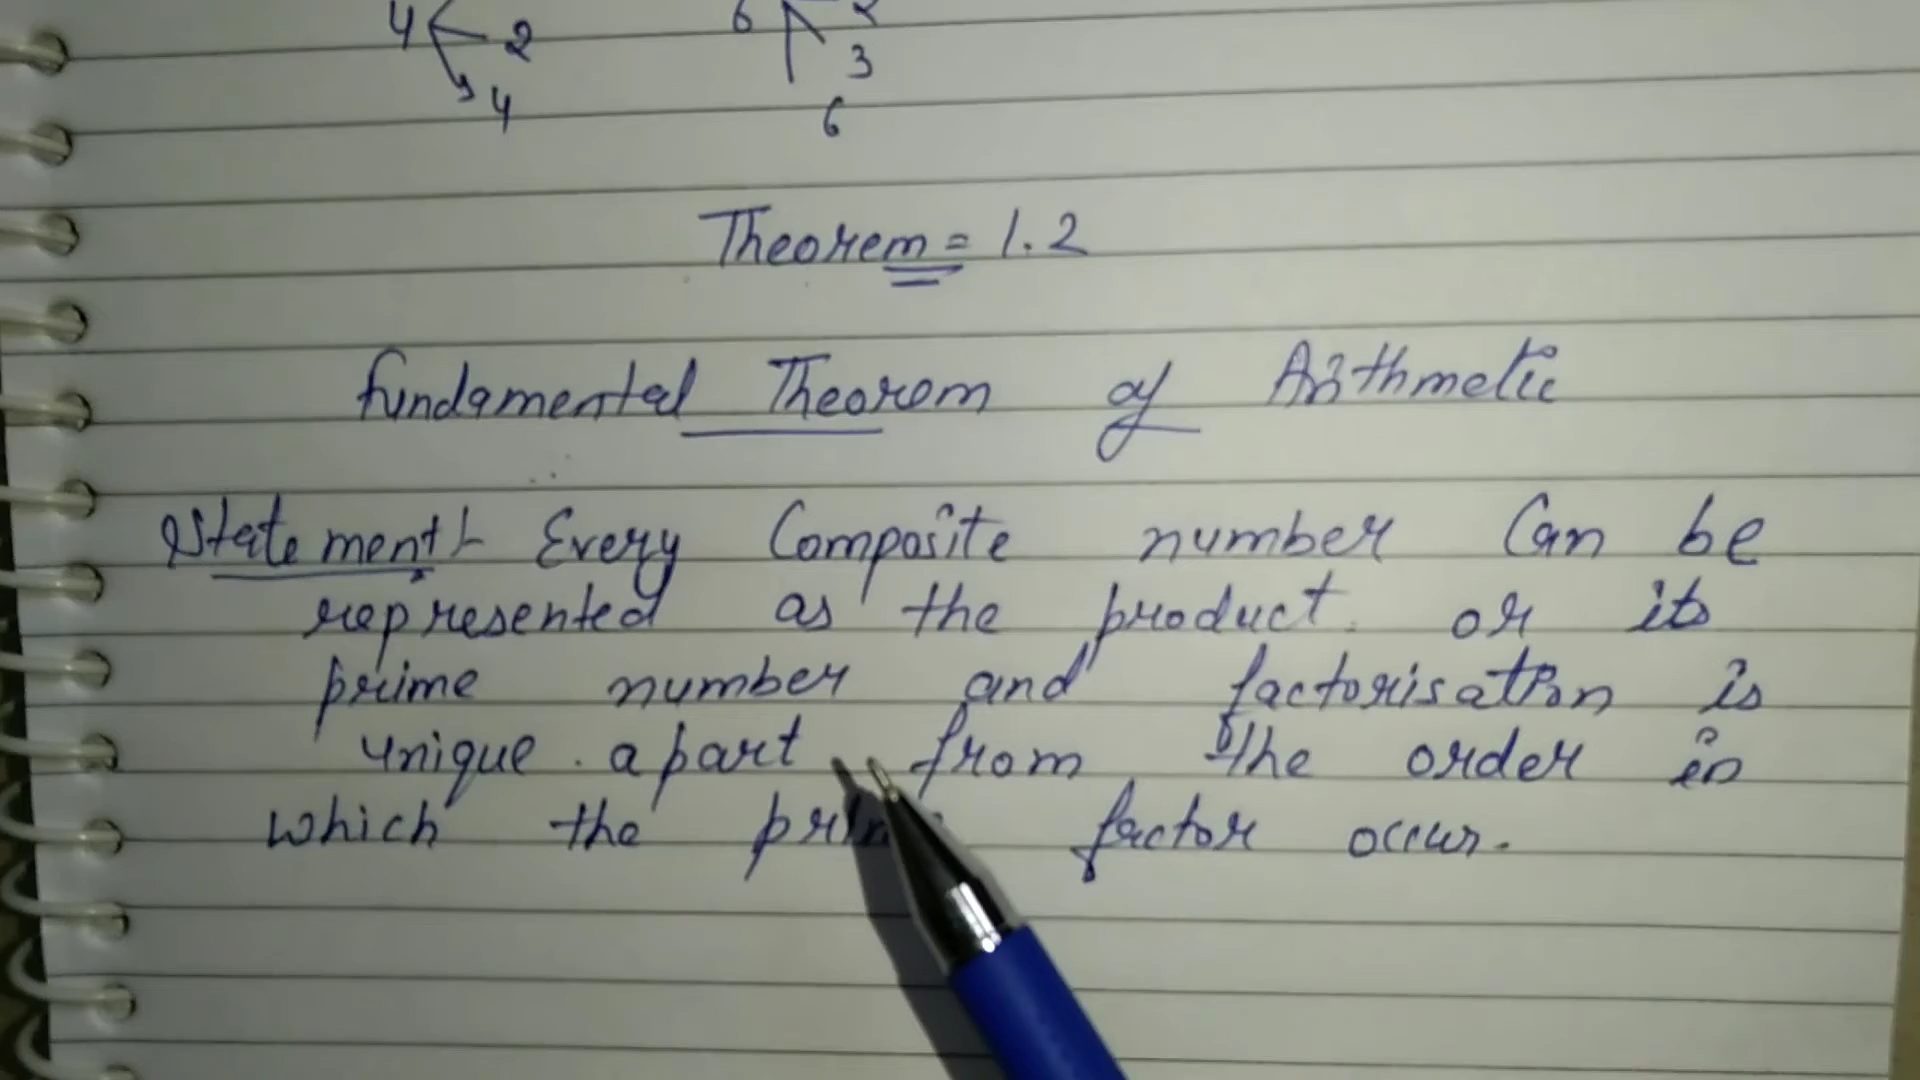 4 2 6 2
4 3
6
Theorem = 1.2
fundamental Theorem of Arithmetic
Statement :- Every Composite number Can be
represented as the product or its
prime number and factorisation is
unique . apart from the order in
which the prime factor occur.